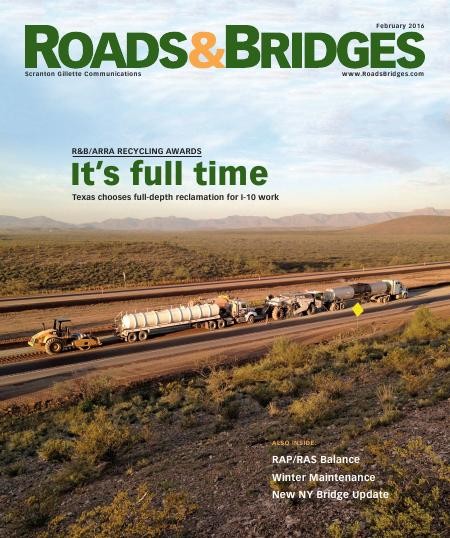 February 2016
ROADS&BRIDGES
Scranton Gillette Communications
www.RoadsBridges.com
R&B/ARRA RECYCLING AWARDS
It's full time
Texas chooses full-depth reclamation for I-10 work
ALSO INSIDE:
RAP/RAS Balance
Winter Maintenance
New NY Bridge Update